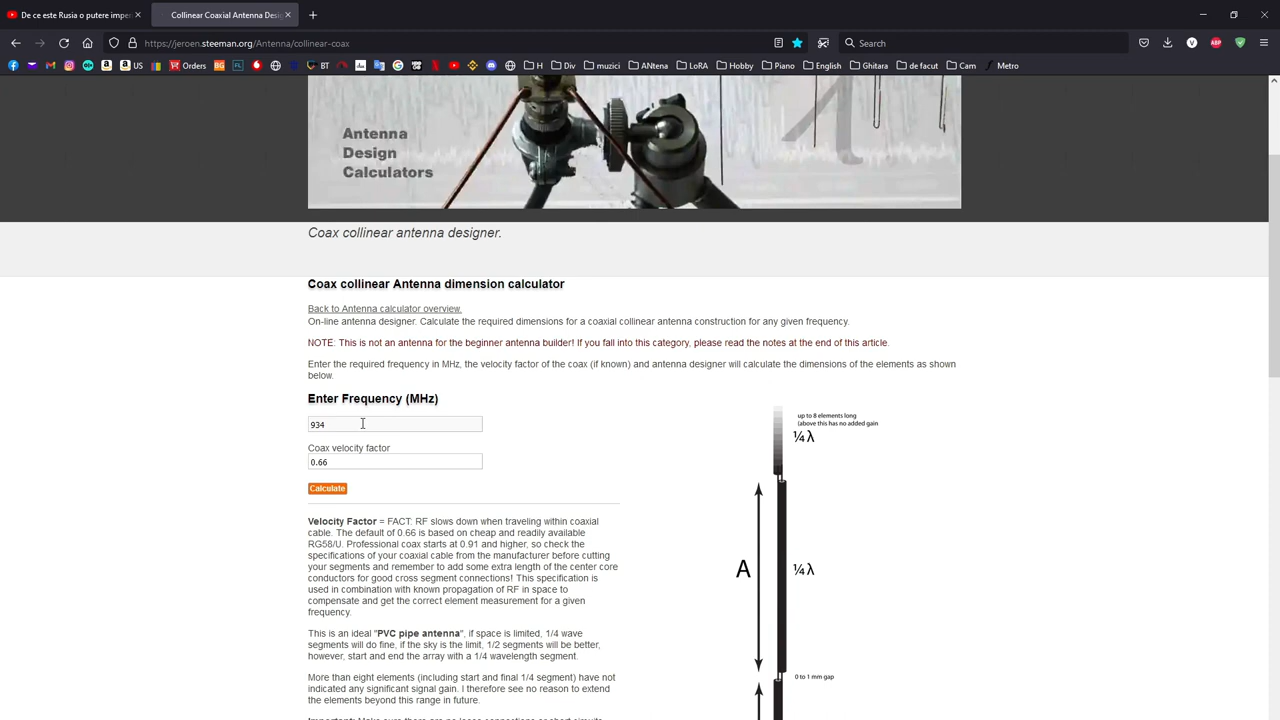 De ce este Rusia o putere imper
Collinear Coaxial Antenna Desig
https://jeroen.steeman.org/Antenna/collinear-coax
Search
Orders
BT
H
Div
muzici
ANtena
LoRA
Hobby
Piano
English
Ghitara
de facut
Cam
Metro
AU
US
Antenna
Design
Calculators
Coax collinear antenna designer.
Coax collinear Antenna dimension calculator
Back to Antenna calculator overview.
On-line antenna designer. Calculate the required dimensions for a coaxial collinear antenna construction for any given frequency.
NOTE: This is not an antenna for the beginner antenna builder! If you fall into this category, please read the notes at the end of this article.
Enter the required frequency in MHz, the velocity factor of the coax (if known) and antenna designer will calculate the dimensions of the elements as shown
below.
Enter Frequency (MHz)
934
Coax velocity factor
0.66
Calculate
Velocity Factor = FACT: RF slows down when traveling within coaxial
cable. The default of 0.66 is based on cheap and readily available
RG58/U. Professional coax starts at 0.91 and higher, so check the
specifications of your coaxial cable from the manufacturer before cutting
your segments and remember to add some extra length of the center core
conductors for good cross segment connections! This specification is
used in combination with known propagation of RF in space to
compensate and get the correct element measurement for a given
frequency.
This is an ideal "PVC pipe antenna", if space is limited, 1/4 wave
segments will do fine, if the sky is the limit, 1/2 segments will be better,
however, start and end the array with a 1/4 wavelength segment.
More than eight elements (including start and final 1/4 segment) have not
indicated any significant signal gain. I therefore see no reason to extend
the elements beyond this range in future.
up to 8 elements long
(above this has no added gain
¼ λ
A
¼ λ
0 to 1 mm gap